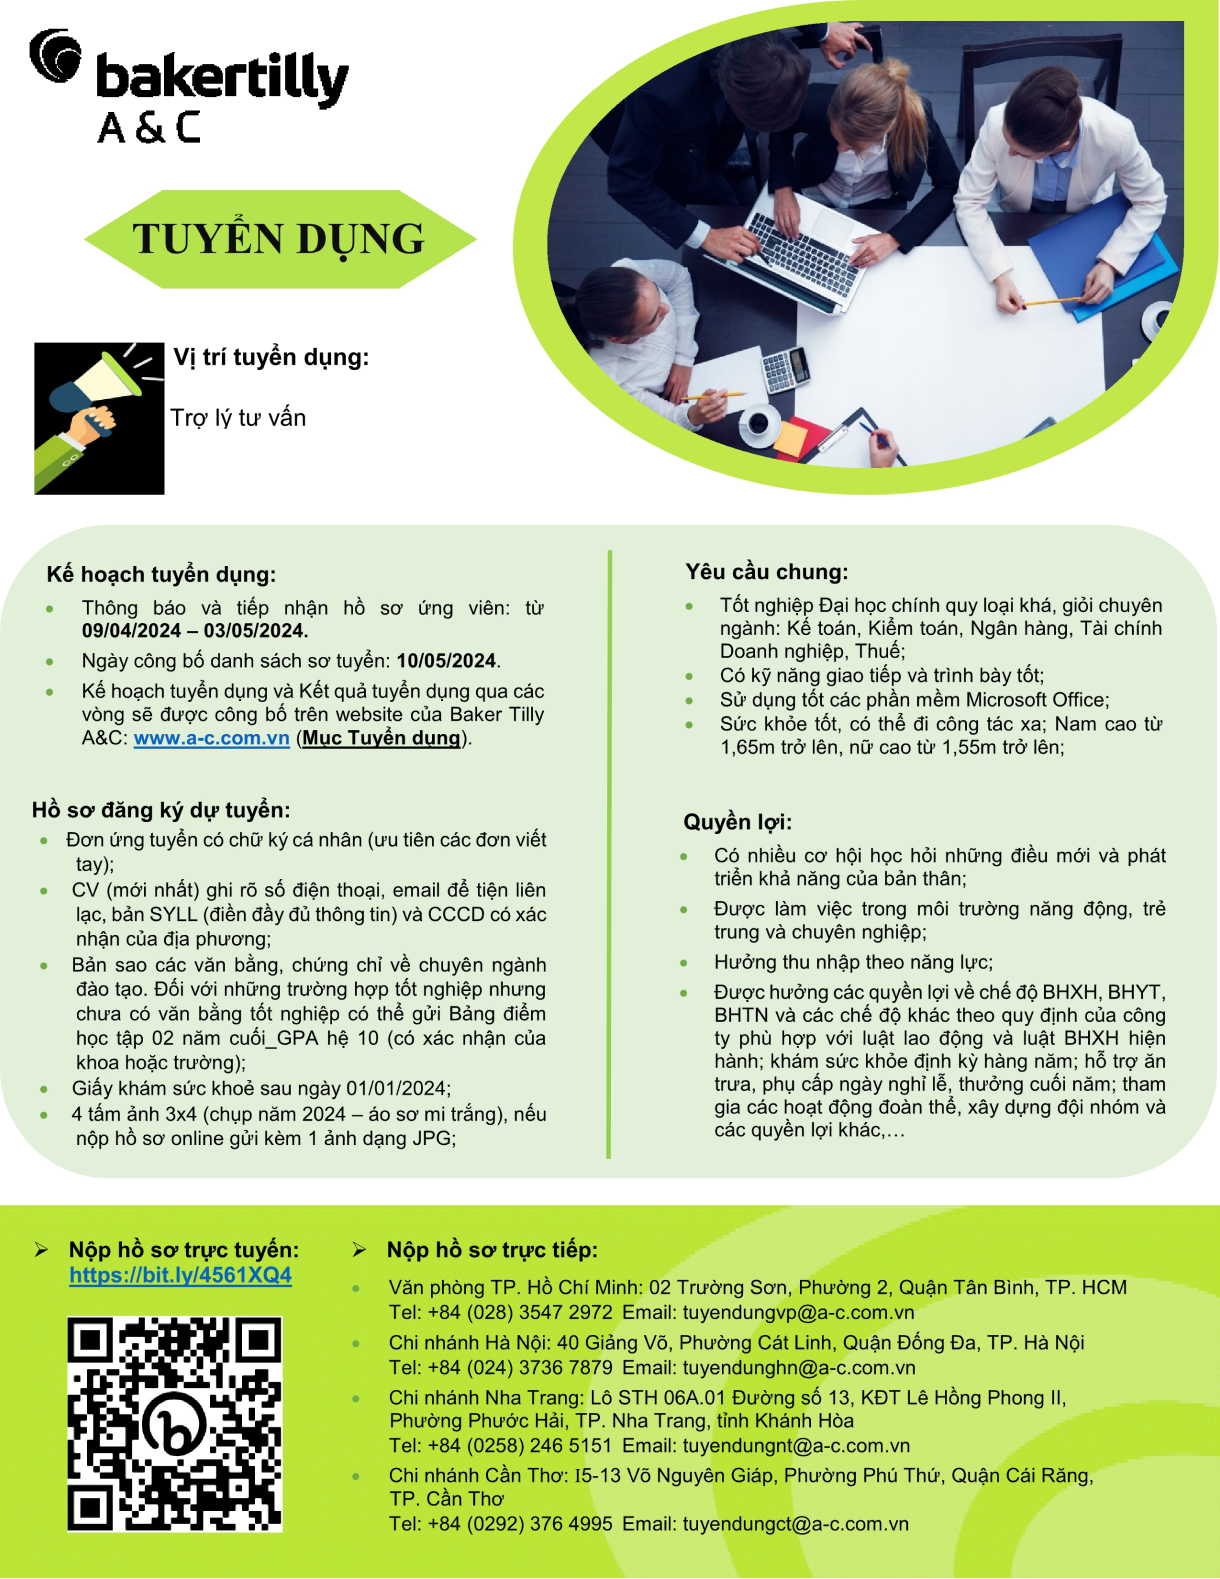 bakertilly
A & C
TUYỂN DỤNG
Vị trí tuyển dụng:
Trợ lý tư vấn
Kế hoạch tuyển dụng:
Thông báo và tiếp nhận hồ sơ ứng viên: từ
09/04/2024 – 03/05/2024.
Ngày công bố danh sách sơ tuyển: 10/05/2024.
Kế hoạch tuyển dụng và Kết quả tuyển dụng qua các
vòng sẽ được công bố trên website của Baker Tilly
A&C: www.a-c.com.vn (Mục Tuyển dụng).
Hồ sơ đăng ký dự tuyển:
Đơn ứng tuyển có chữ ký cá nhân (ưu tiên các đơn viết
tay);
CV (mới nhất) ghi rõ số điện thoại, email để tiện liên
lạc, bản SYLL (điền đầy đủ thông tin) và CCCD có xác
nhận của địa phương;
Bản sao các văn bằng, chứng chỉ về chuyên ngành
đào tạo. Đối với những trường hợp tốt nghiệp nhưng
chưa có văn bằng tốt nghiệp có thể gửi Bảng điểm
học tập 02 năm cuối_GPA hệ 10 (có xác nhận của
khoa hoặc trường);
Giấy khám sức khoẻ sau ngày 01/01/2024;
4 tấm ảnh 3x4 (chụp năm 2024 – áo sơ mi trắng), nếu
nộp hồ sơ online gửi kèm 1 ảnh dạng JPG;
Yêu cầu chung:
Tốt nghiệp Đại học chính quy loại khá, giỏi chuyên
ngành: Kế toán, Kiểm toán, Ngân hàng, Tài chính
Doanh nghiệp, Thuế;
Có kỹ năng giao tiếp và trình bày tốt;
Sử dụng tốt các phần mềm Microsoft Office;
Sức khỏe tốt, có thể đi công tác xa; Nam cao từ
1,65m trở lên, nữ cao từ 1,55m trở lên;
Quyền lợi:
Có nhiều cơ hội học hỏi những điều mới và phát
triển khả năng của bản thân;
Được làm việc trong môi trường năng động, trẻ
trung và chuyên nghiệp;
Hưởng thu nhập theo năng lực;
Được hưởng các quyền lợi về chế độ BHXH, BHYT,
BHTN và các chế độ khác theo quy định của công
ty phù hợp với luật lao động và luật BHXH hiện
hành; khám sức khỏe định kỳ hàng năm; hỗ trợ ăn
trưa, phụ cấp ngày nghỉ lễ, thưởng cuối năm; tham
gia các hoạt động đoàn thể, xây dựng đội nhóm và
các quyền lợi khác,…
Nộp hồ sơ trực tuyến:
https://bit.ly/4561XQ4
Nộp hồ sơ trực tiếp:
Văn phòng TP. Hồ Chí Minh: 02 Trường Sơn, Phường 2, Quận Tân Bình, TP. HCM
Tel: +84 (028) 3547 2972 Email: tuyendungvp@a-c.com.vn
Chi nhánh Hà Nội: 40 Giảng Võ, Phường Cát Linh, Quận Đống Đa, TP. Hà Nội
Tel: +84 (024) 3736 7879 Email: tuyendunghn@a-c.com.vn
Chi nhánh Nha Trang: Lô STH 06A.01 Đường số 13, KĐT Lê Hồng Phong II,
Phường Phước Hải, TP. Nha Trang, tỉnh Khánh Hòa
Tel: +84 (0258) 246 5151 Email: tuyendungnt@a-c.com.vn
Chi nhánh Cần Thơ: I5-13 Võ Nguyên Giáp, Phường Phú Thứ, Quận Cái Răng,
TP. Cần Thơ
Tel: +84 (0292) 376 4995 Email: tuyendungct@a-c.com.vn